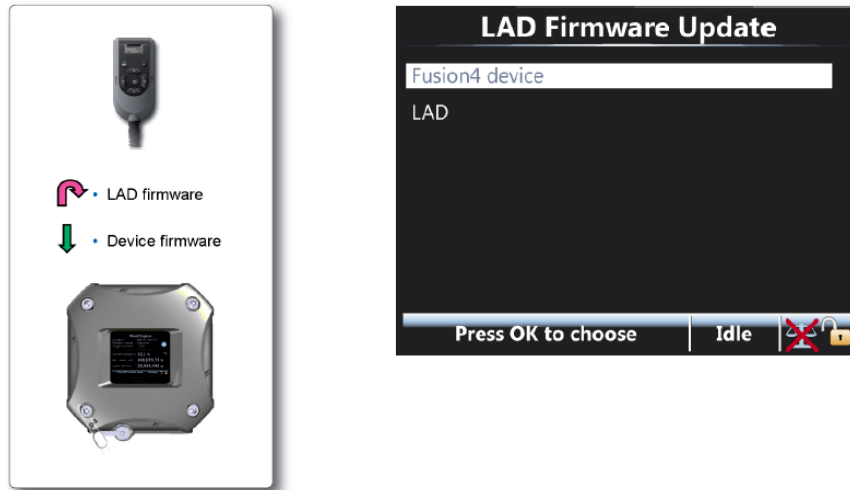 • LAD firmware
• Device firmware
LAD Firmware Update
Fusion4 device
LAD
Press OK to choose
Idle